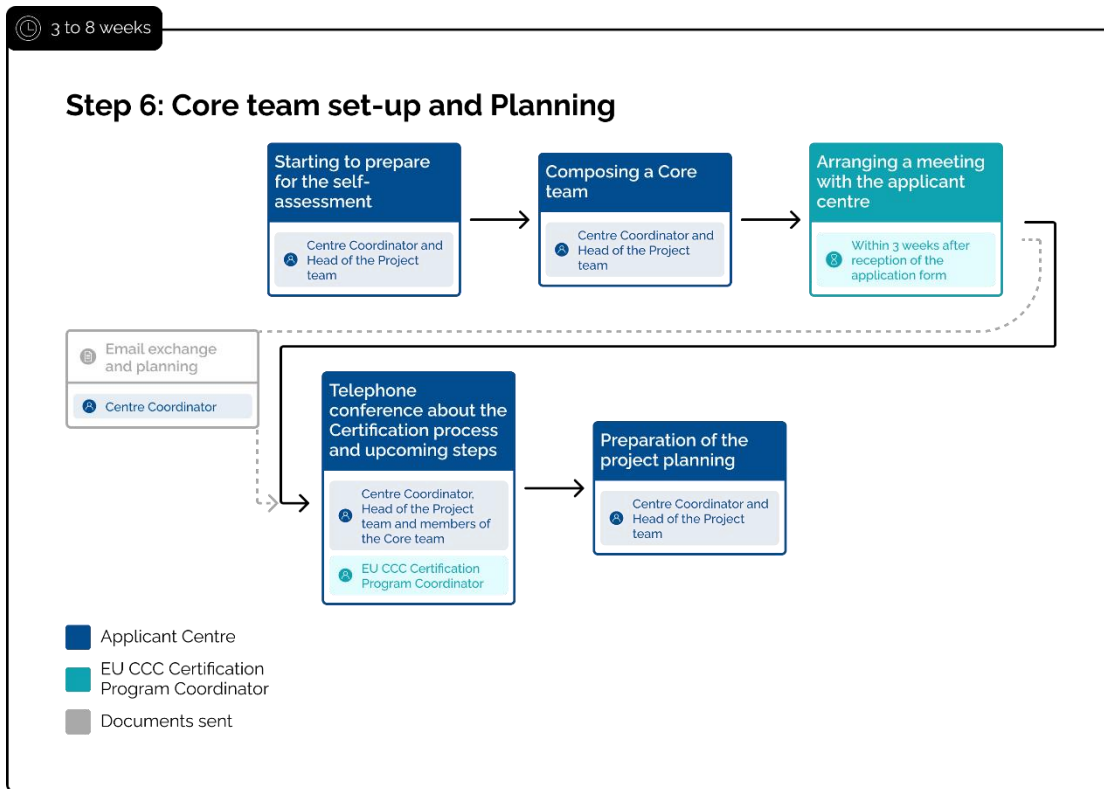 3 to 8 weeks
Step 6: Core team set-up and Planning
Starting to prepare
for the self-
assessment
Centre Coordinator and
Head of the Project
team
Composing a Core
team
Centre Coordinator and
Head of the Project
team
Arranging a meeting
with the applicant
centre
Within 3 weeks after
reception of the
application form
Email exchange
and planning
Centre Coordinator
Telephone
conference about the
Certification process
and upcoming steps
Centre Coordinator,
Head of the Project
team and members of
the Core team
EU CCC Certification
Program Coordinator
Preparation of the
project planning
Centre Coordinator and
Head of the Project
team
Applicant Centre
EU CCC Certification
Program Coordinator
Documents sent